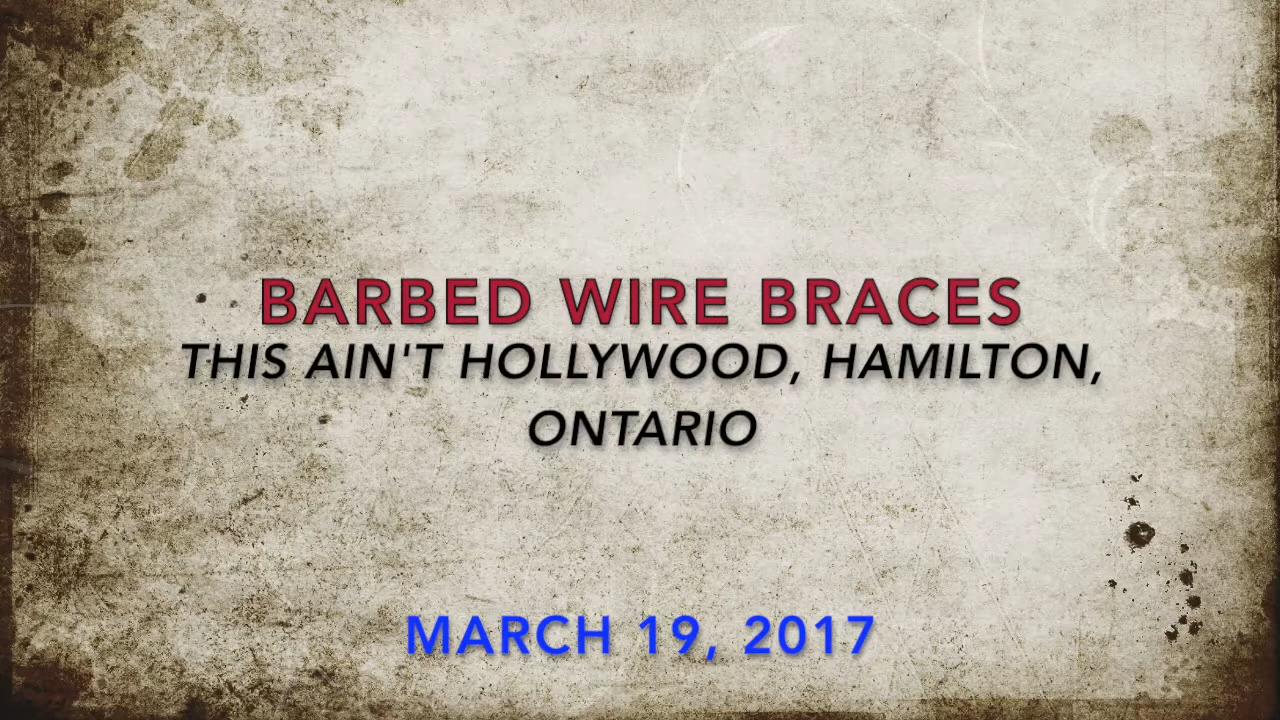 BARBED WIRE BRACES
THIS AIN'T HOLLYWOOD, HAMILTON,
ONTARIO
MARCH 19, 2017